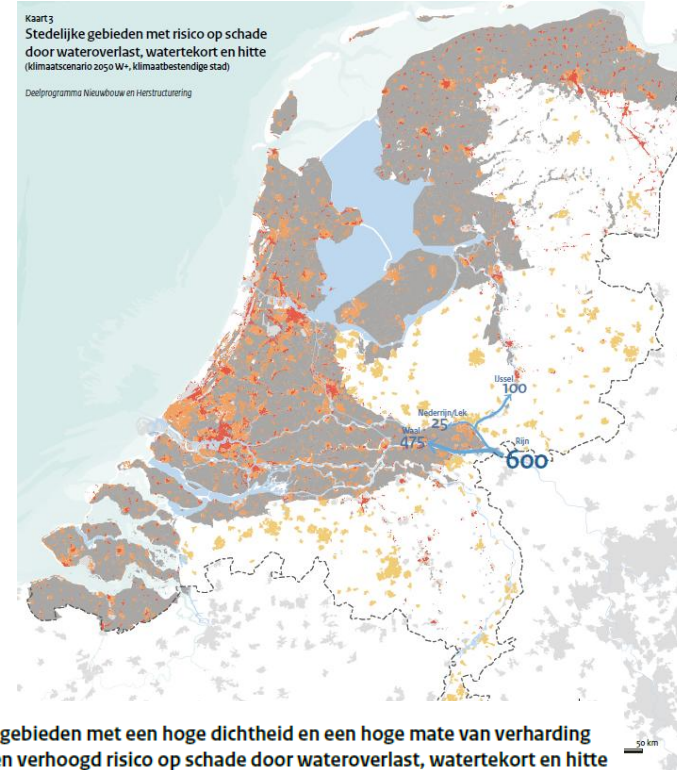 Kaart 3
Stedelijke gebieden met risico op schade
door wateroverlast, watertekort en hitte
(klimaatscenario 2050 W+, klimaatbestendige stad)
Deelprogramma Nieuwbouw en Herstructurering
IJssel
100
Nederrijn/Lek
25
Waal
475
Rijn
600
gebieden met een hoge dichtheid en een hoge mate van verharding
en verhoogd risico op schade door wateroverlast, watertekort en hitte
50 km